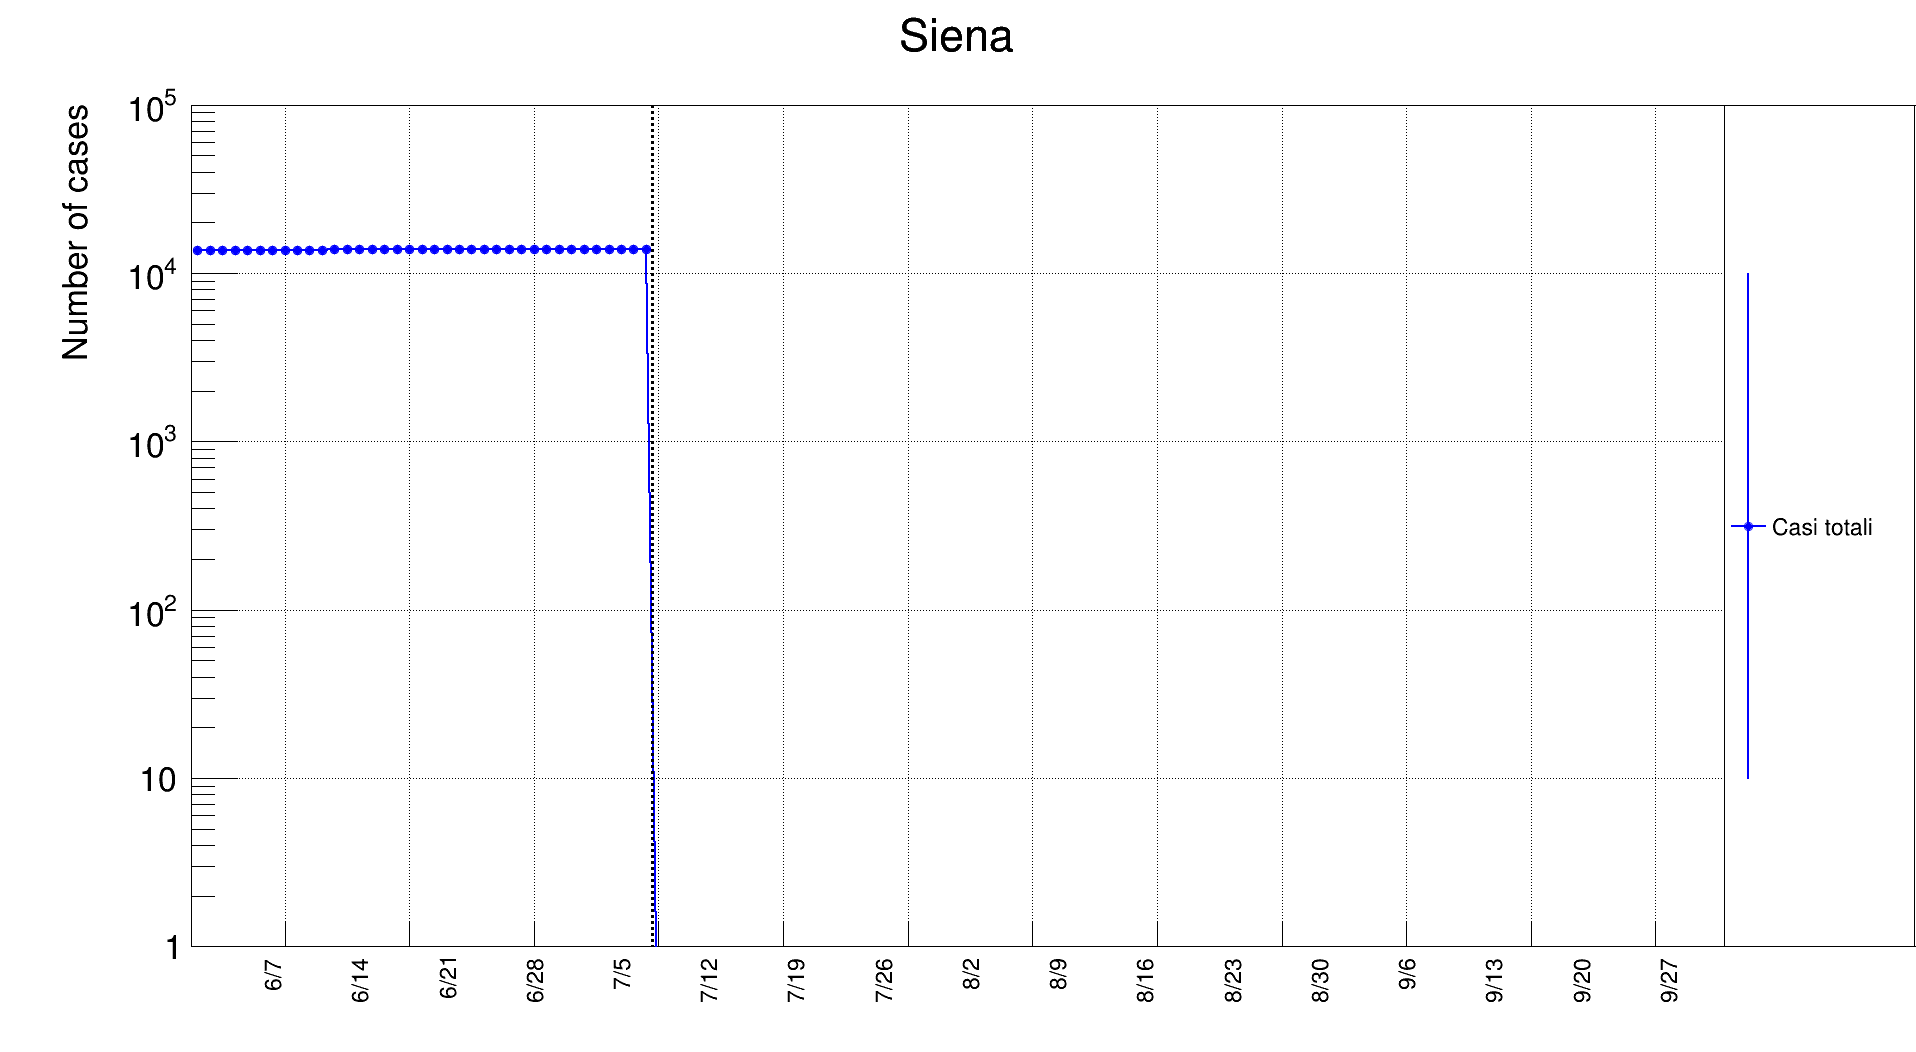 Siena
Number of cases
10^5
10^4
10^3
10^2
10
1
6/7 6/14 6/21 6/28 7/5 7/12 7/19 7/26 8/2 8/9 8/16 8/23 8/30 9/6 9/13 9/20 9/27
Casi totali